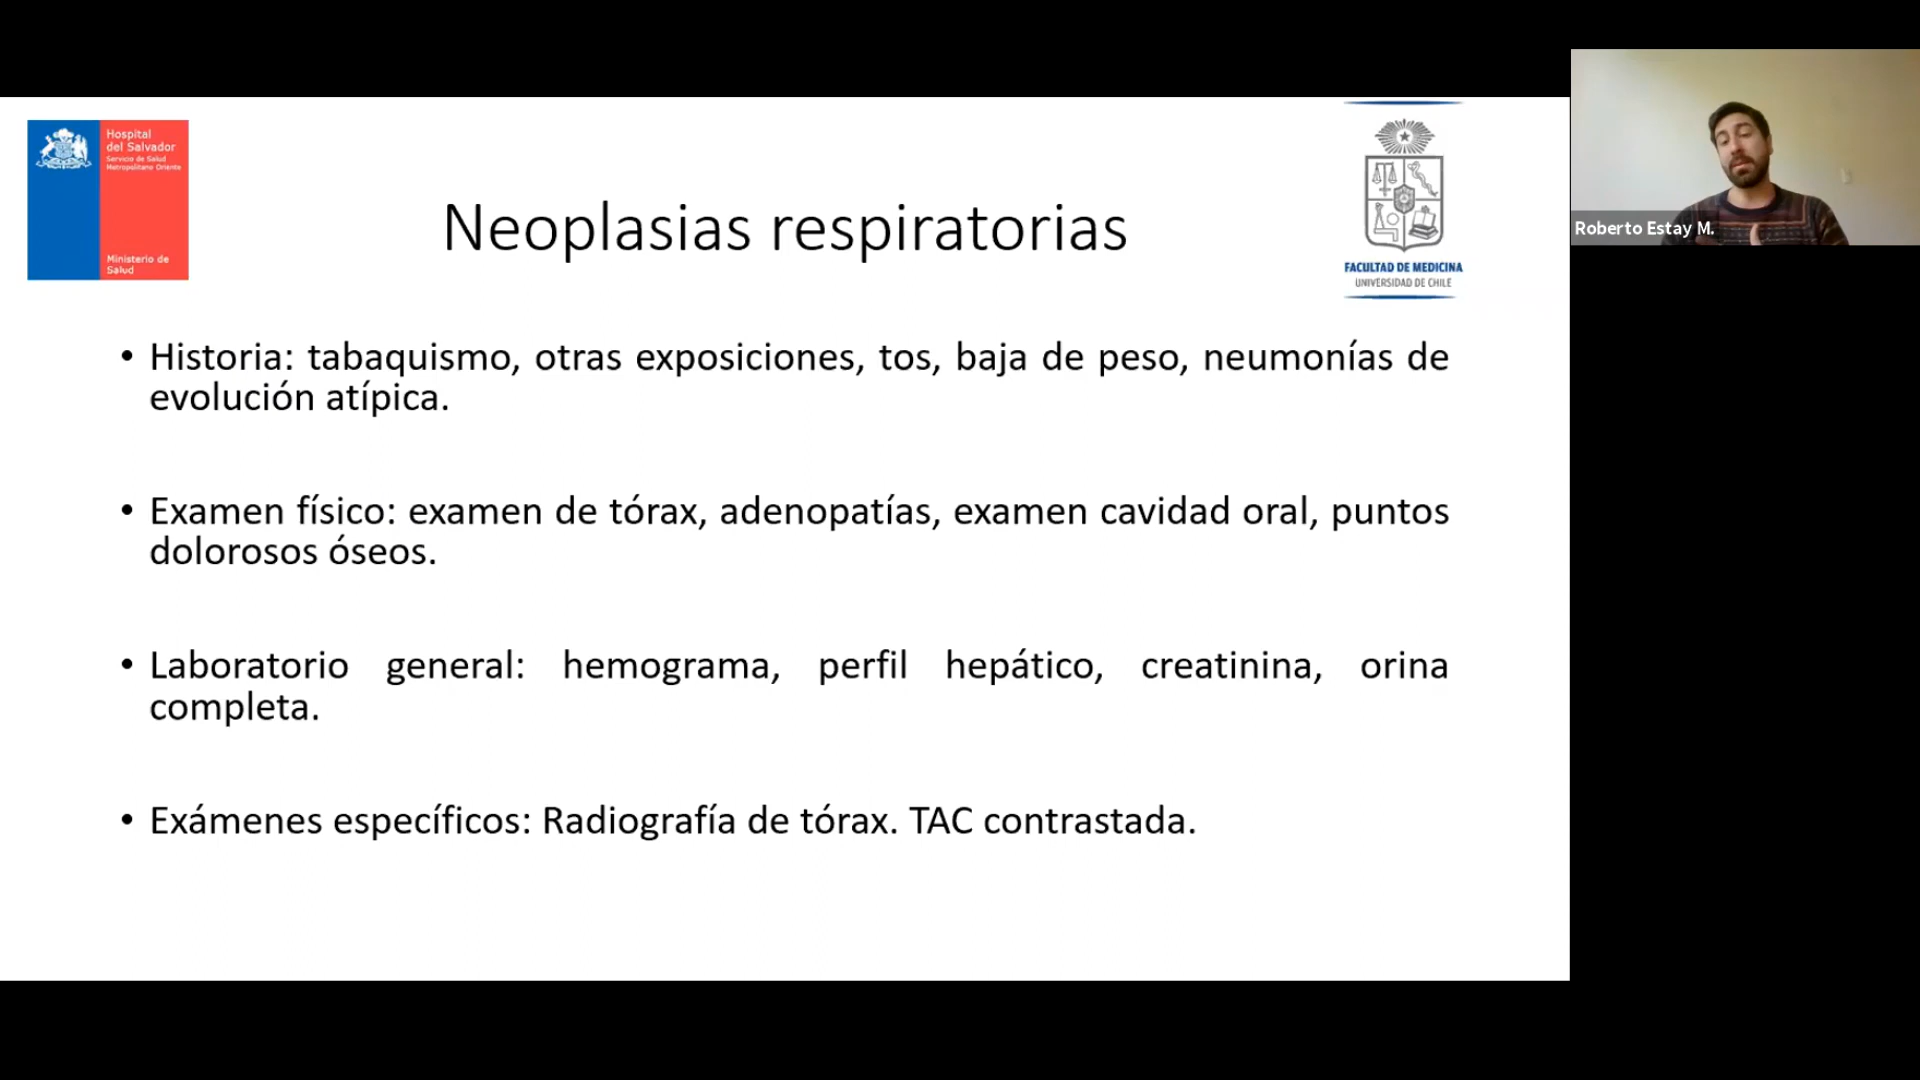 Hospital
del Salvador
Servicio de Salud
Metropolitano Oriente
Ministerio de
Salud
Neoplasias respiratorias
FACULTAD DE MEDICINA
UNIVERSIDAD DE CHILE
Roberto Estay M.
• Historia: tabaquismo, otras exposiciones, tos, baja de peso, neumonías de
evolución atípica.
• Examen físico: examen de tórax, adenopatías, examen cavidad oral, puntos
dolorosos óseos.
• Laboratorio general: hemograma, perfil hepático, creatinina, orina
completa.
• Exámenes específicos: Radiografía de tórax. TAC contrastada.